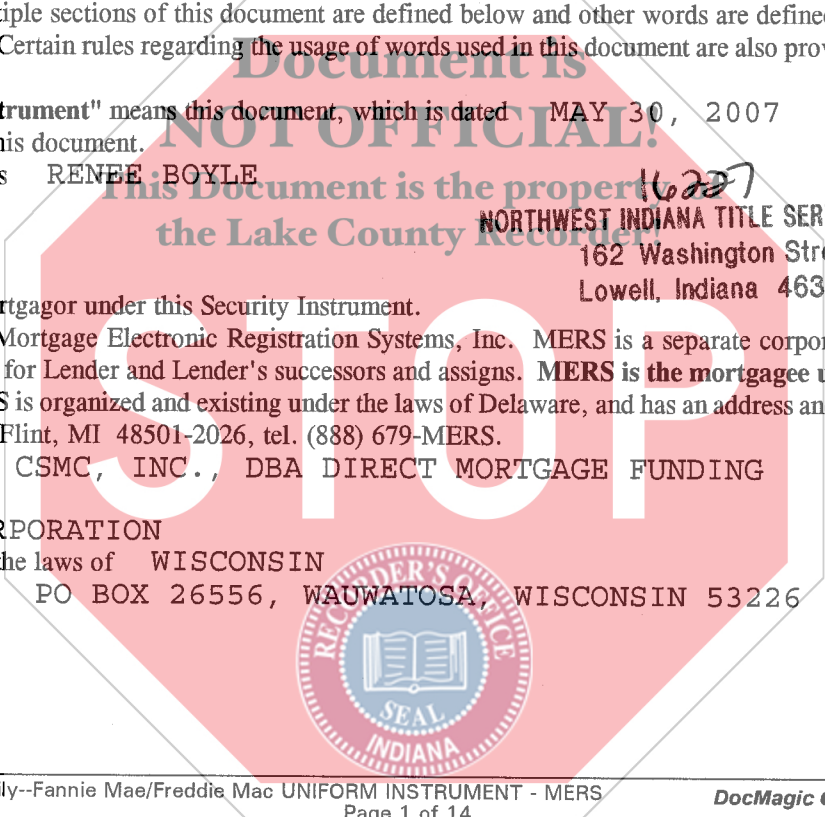 tiple sections of this document are defined below and other words are define
Certain rules regarding the usage of words used in this document are also prov
Document is
trument" means this document, which is dated MAY 30, 2007
NOT OFFICIAL!
his document.
s RENEE BOYLE
16227
This Document is the property of
NORTHWEST INDIANA TITLE SER
the Lake County Recorder!
162 Washington Stre
Lowell, Indiana 463
rtgagor under this Security Instrument.
STOP
Mortgage Electronic Registration Systems, Inc. MERS is a separate corpor
for Lender and Lender's successors and assigns. MERS is the mortgagee u
S is organized and existing under the laws of Delaware, and has an address an
Flint, MI 48501-2026, tel. (888) 679-MERS.
CSMC, INC., DBA DIRECT MORTGAGE FUNDING
RPORATION
the laws of WISCONSIN
PO BOX 26556, WAUWATOSA, WISCONSIN 53226
RECORDER'S OFFICE
SEAL
INDIANA
ly--Fannie Mae/Freddie Mac UNIFORM INSTRUMENT - MERS
DocMagic
Page 1 of 14